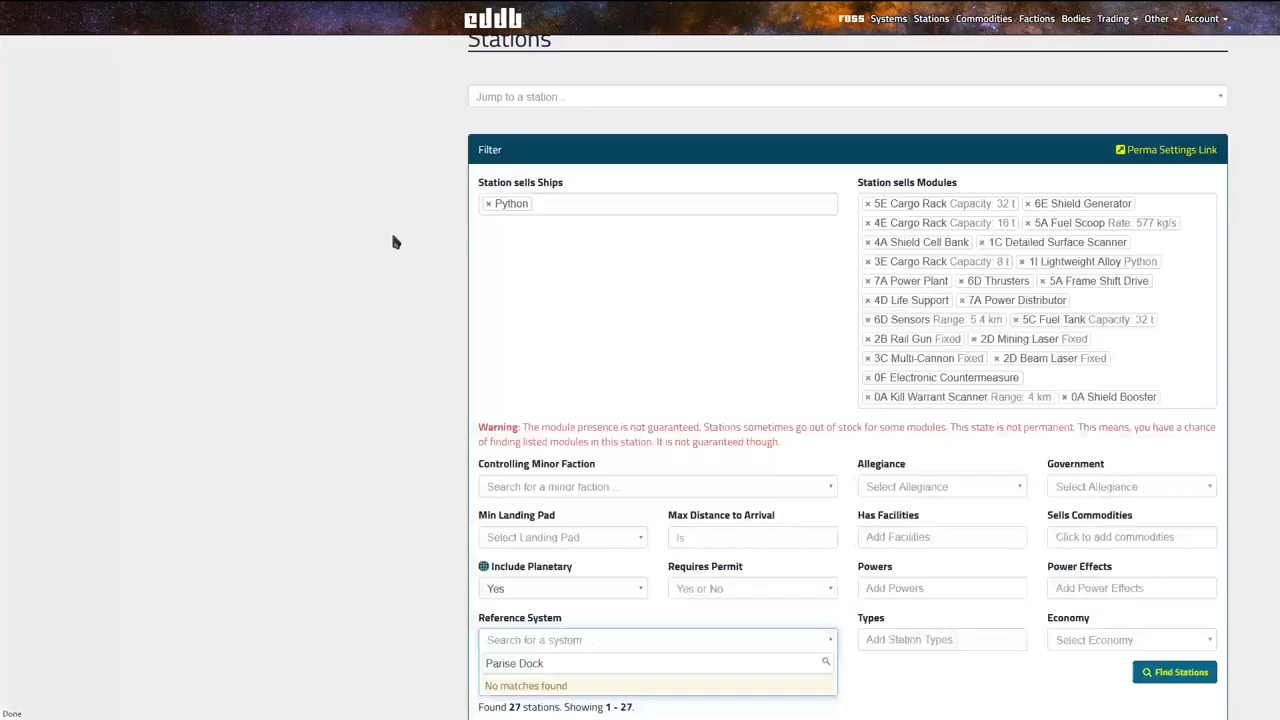 eddb
ross Systems Stations Commodities Factions Bodies Trading Other Account
Stations
Jump to a station...
Filter
Perma Settings Link
Station sells Ships
Station sells Modules
× Python
× 5E Cargo Rack Capacity: 32 t × 6E Shield Generator
× 4E Cargo Rack Capacity: 16 t × 5A Fuel Scoop Rate: 577 kg/s
× 4A Shield Cell Bank × 1C Detailed Surface Scanner
× 3E Cargo Rack Capacity: 8 t × 1I Lightweight Alloy Python
× 7A Power Plant × 6D Thrusters × 5A Frame Shift Drive
× 4D Life Support × 7A Power Distributor
× 6D Sensors Range: 5.4 km × 5C Fuel Tank Capacity: 32 t
× 2B Rail Gun Fixed × 2D Mining Laser Fixed
× 3C Multi-Cannon Fixed × 2D Beam Laser Fixed
× 0F Electronic Countermeasure
× 0A Kill Warrant Scanner Range: 4 km × 0A Shield Booster
Warning: The module presence is not guaranteed. Stations sometimes go out of stock for some modules. This state is not permanent. This means, you have a chance
of finding listed modules in this station. It is not guaranteed though.
Controlling Minor Faction
Allegiance
Government
Search for a minor faction ...
Select Allegiance
Select Allegiance
Min Landing Pad
Max Distance to Arrival
Has Facilities
Sells Commodities
Select Landing Pad
ls
Add Facilities
Click to add commodities
Include Planetary
Requires Permit
Powers
Power Effects
Yes
Yes or No
Add Powers
Add Power Effects
Reference System
Types
Economy
Search for a system
Add Station Types
Select Economy
Parise Dock
No matches found
Find Stations
Found 27 stations. Showing 1 - 27.
Done